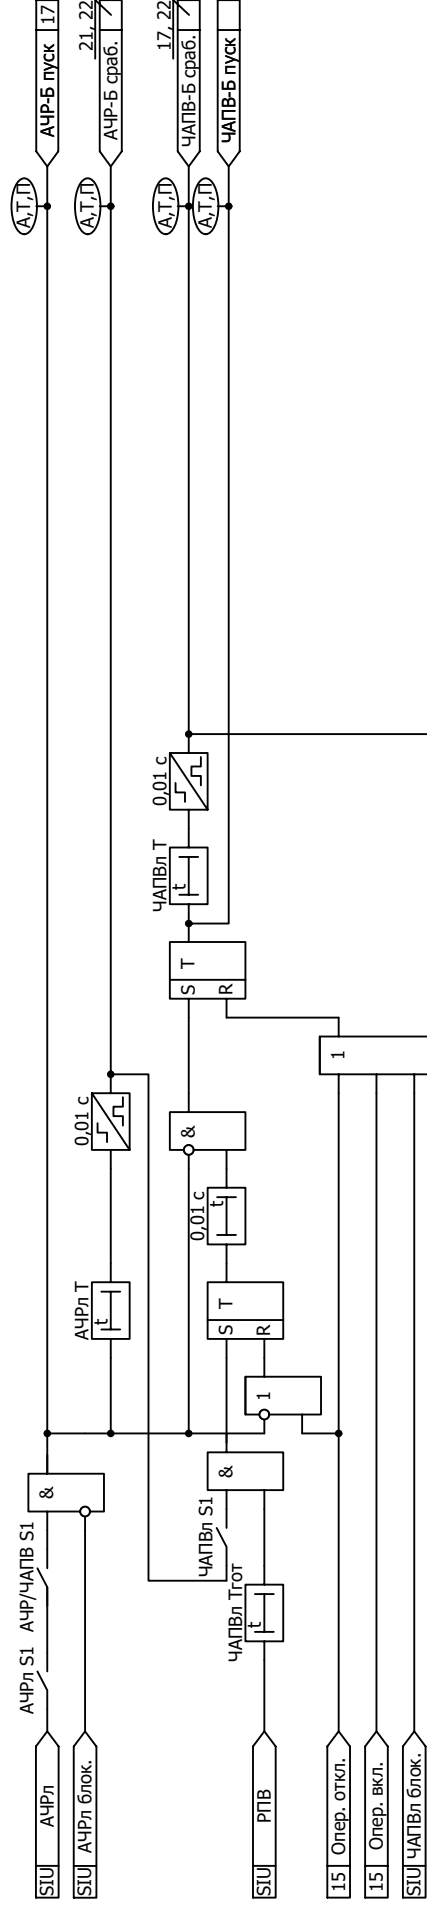 SIU АЧРл
SIU АЧРл блок.
АЧРл S1
АЧР/ЧАПВ S1
&
АЧРл T
t
0,01 с
А,Т,П
АЧР-Б пуск 17
А,Т,П
21, 22
АЧР-Б сраб.
SIU РПВ
ЧАПВл Тгот
t
ЧАПВл S1
&
1
S T
R
0,01 с
t
&
S T
R
ЧАПВл T
t
0,01 с
А,Т,П
17, 22
ЧАПВ-Б сраб.
А,Т,П
ЧАПВ-Б пуск
15 Опер. откл.
15 Опер. вкл.
SIU ЧАПВл блок.
1